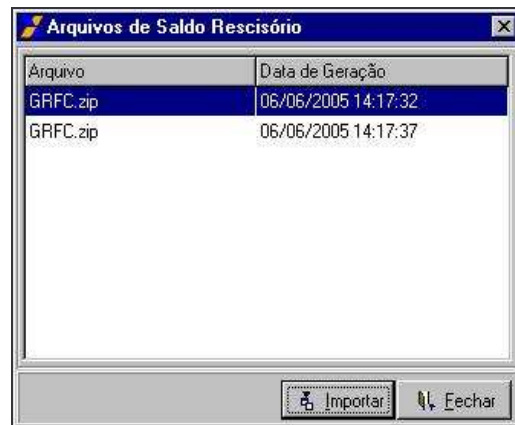 Arquivos de Saldo Rescisório
Arquivo Data de Geração
GRFC.zip 06/06/2005 14:17:32
GRFC.zip 06/06/2005 14:17:37
Importar Fechar